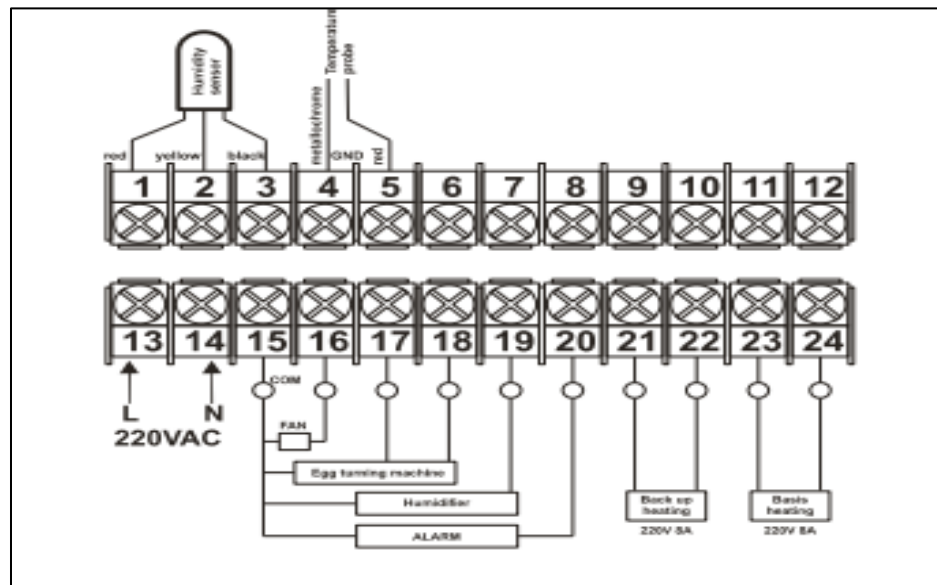 Humidity
sensor
Temperature
probe
metallochrome
red
yellow
black
GND
red
1 2 3 4 5 6 7 8 9 10 11 12
13 14 15 16 17 18 19 20 21 22 23 24
L N
220VAC
COM
FAN
Egg turning machine
Humidifier
ALARM
Back up
heating
220V 8A
Basis
heating
220V 8A